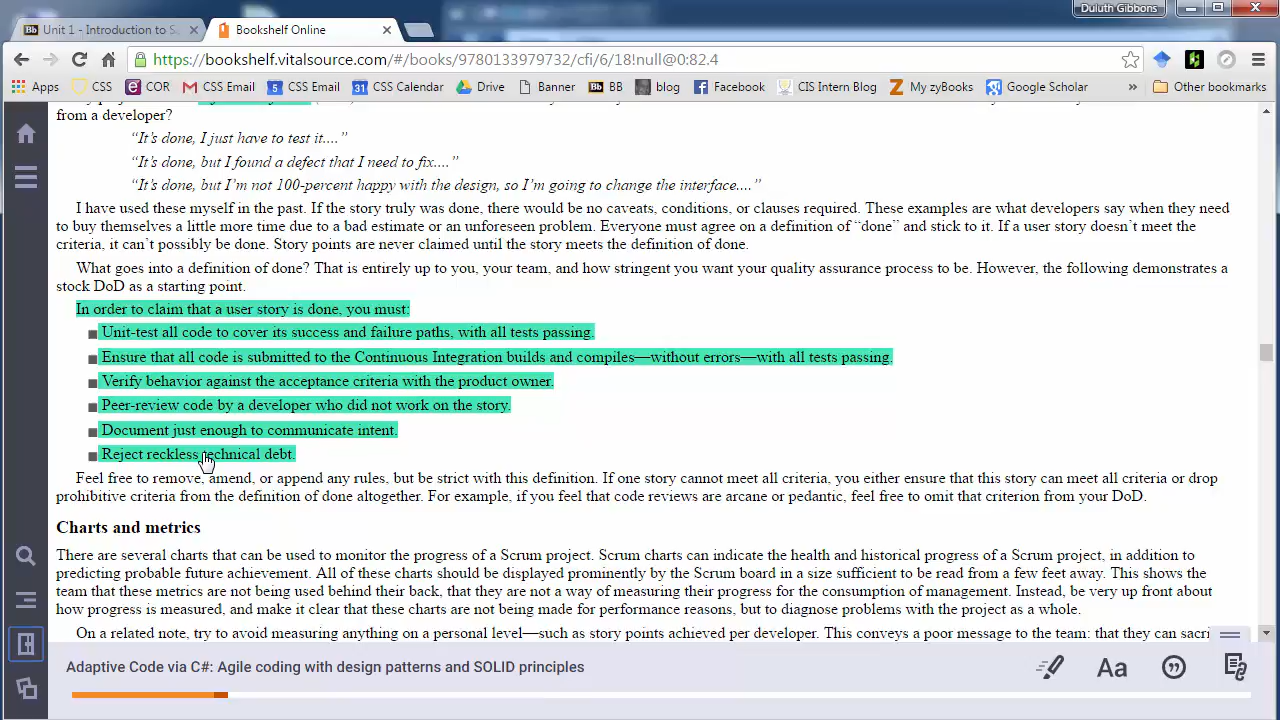 Duluth Gibbons
Unit 1 - Introduction to S
Bookshelf Online
https://bookshelf.vitalsource.com/#/books/9780133979732/cfi/6/18!null@0:82.4
Apps CSS COR CSS Email 5 CSS Email 31 CSS Calendar Drive Banner Bb BB blog Facebook CIS Intern Blog My zyBooks Google Scholar » Other bookmarks
from a developer?
“It’s done, I just have to test it....”
“It’s done, but I found a defect that I need to fix....”
“It’s done, but I’m not 100-percent happy with the design, so I’m going to change the interface....”
I have used these myself in the past. If the story truly was done, there would be no caveats, conditions, or clauses required. These examples are what developers say when they need
to buy themselves a little more time due to a bad estimate or an unforeseen problem. Everyone must agree on a definition of “done” and stick to it. If a user story doesn’t meet the
criteria, it can’t possibly be done. Story points are never claimed until the story meets the definition of done.
What goes into a definition of done? That is entirely up to you, your team, and how stringent you want your quality assurance process to be. However, the following demonstrates a
stock DoD as a starting point.
In order to claim that a user story is done, you must:
■ Unit-test all code to cover its success and failure paths, with all tests passing.
■ Ensure that all code is submitted to the Continuous Integration builds and compiles—without errors—with all tests passing.
■ Verify behavior against the acceptance criteria with the product owner.
■ Peer-review code by a developer who did not work on the story.
■ Document just enough to communicate intent.
■ Reject reckless technical debt.
Feel free to remove, amend, or append any rules, but be strict with this definition. If one story cannot meet all criteria, you either ensure that this story can meet all criteria or drop
prohibitive criteria from the definition of done altogether. For example, if you feel that code reviews are arcane or pedantic, feel free to omit that criterion from your DoD.
Charts and metrics
There are several charts that can be used to monitor the progress of a Scrum project. Scrum charts can indicate the health and historical progress of a Scrum project, in addition to
predicting probable future achievement. All of these charts should be displayed prominently by the Scrum board in a size sufficient to be read from a few feet away. This shows the
team that these metrics are not being used behind their back, that they are not a way of measuring their progress for the consumption of management. Instead, be very up front about
how progress is measured, and make it clear that these charts are not being made for performance reasons, but to diagnose problems with the project as a whole.
On a related note, try to avoid measuring anything on a personal level—such as story points achieved per developer. This conveys a poor message to the team: that they can sacri
Adaptive Code via C#: Agile coding with design patterns and SOLID principles
Aa